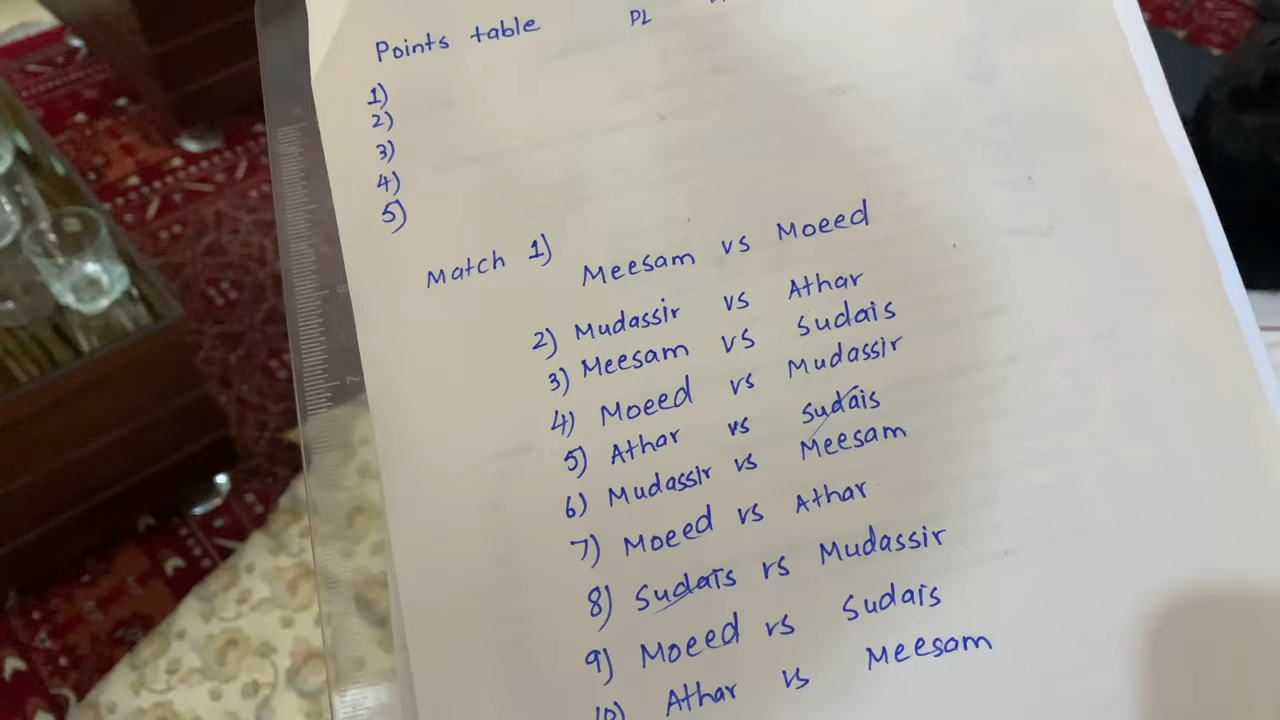 Points table PL
1)
2)
3)
4)
5)
Match 1) Meesam vs Moeed
2) Mudassir vs Athar
3) Meesam vs Sudais
4) Moeed vs Mudassir
5) Athar vs Sudais
6) Mudassir vs Meesam
7) Moeed vs Athar
8) Sudais vs Mudassir
9) Moeed vs Sudais
10) Athar vs Meesam